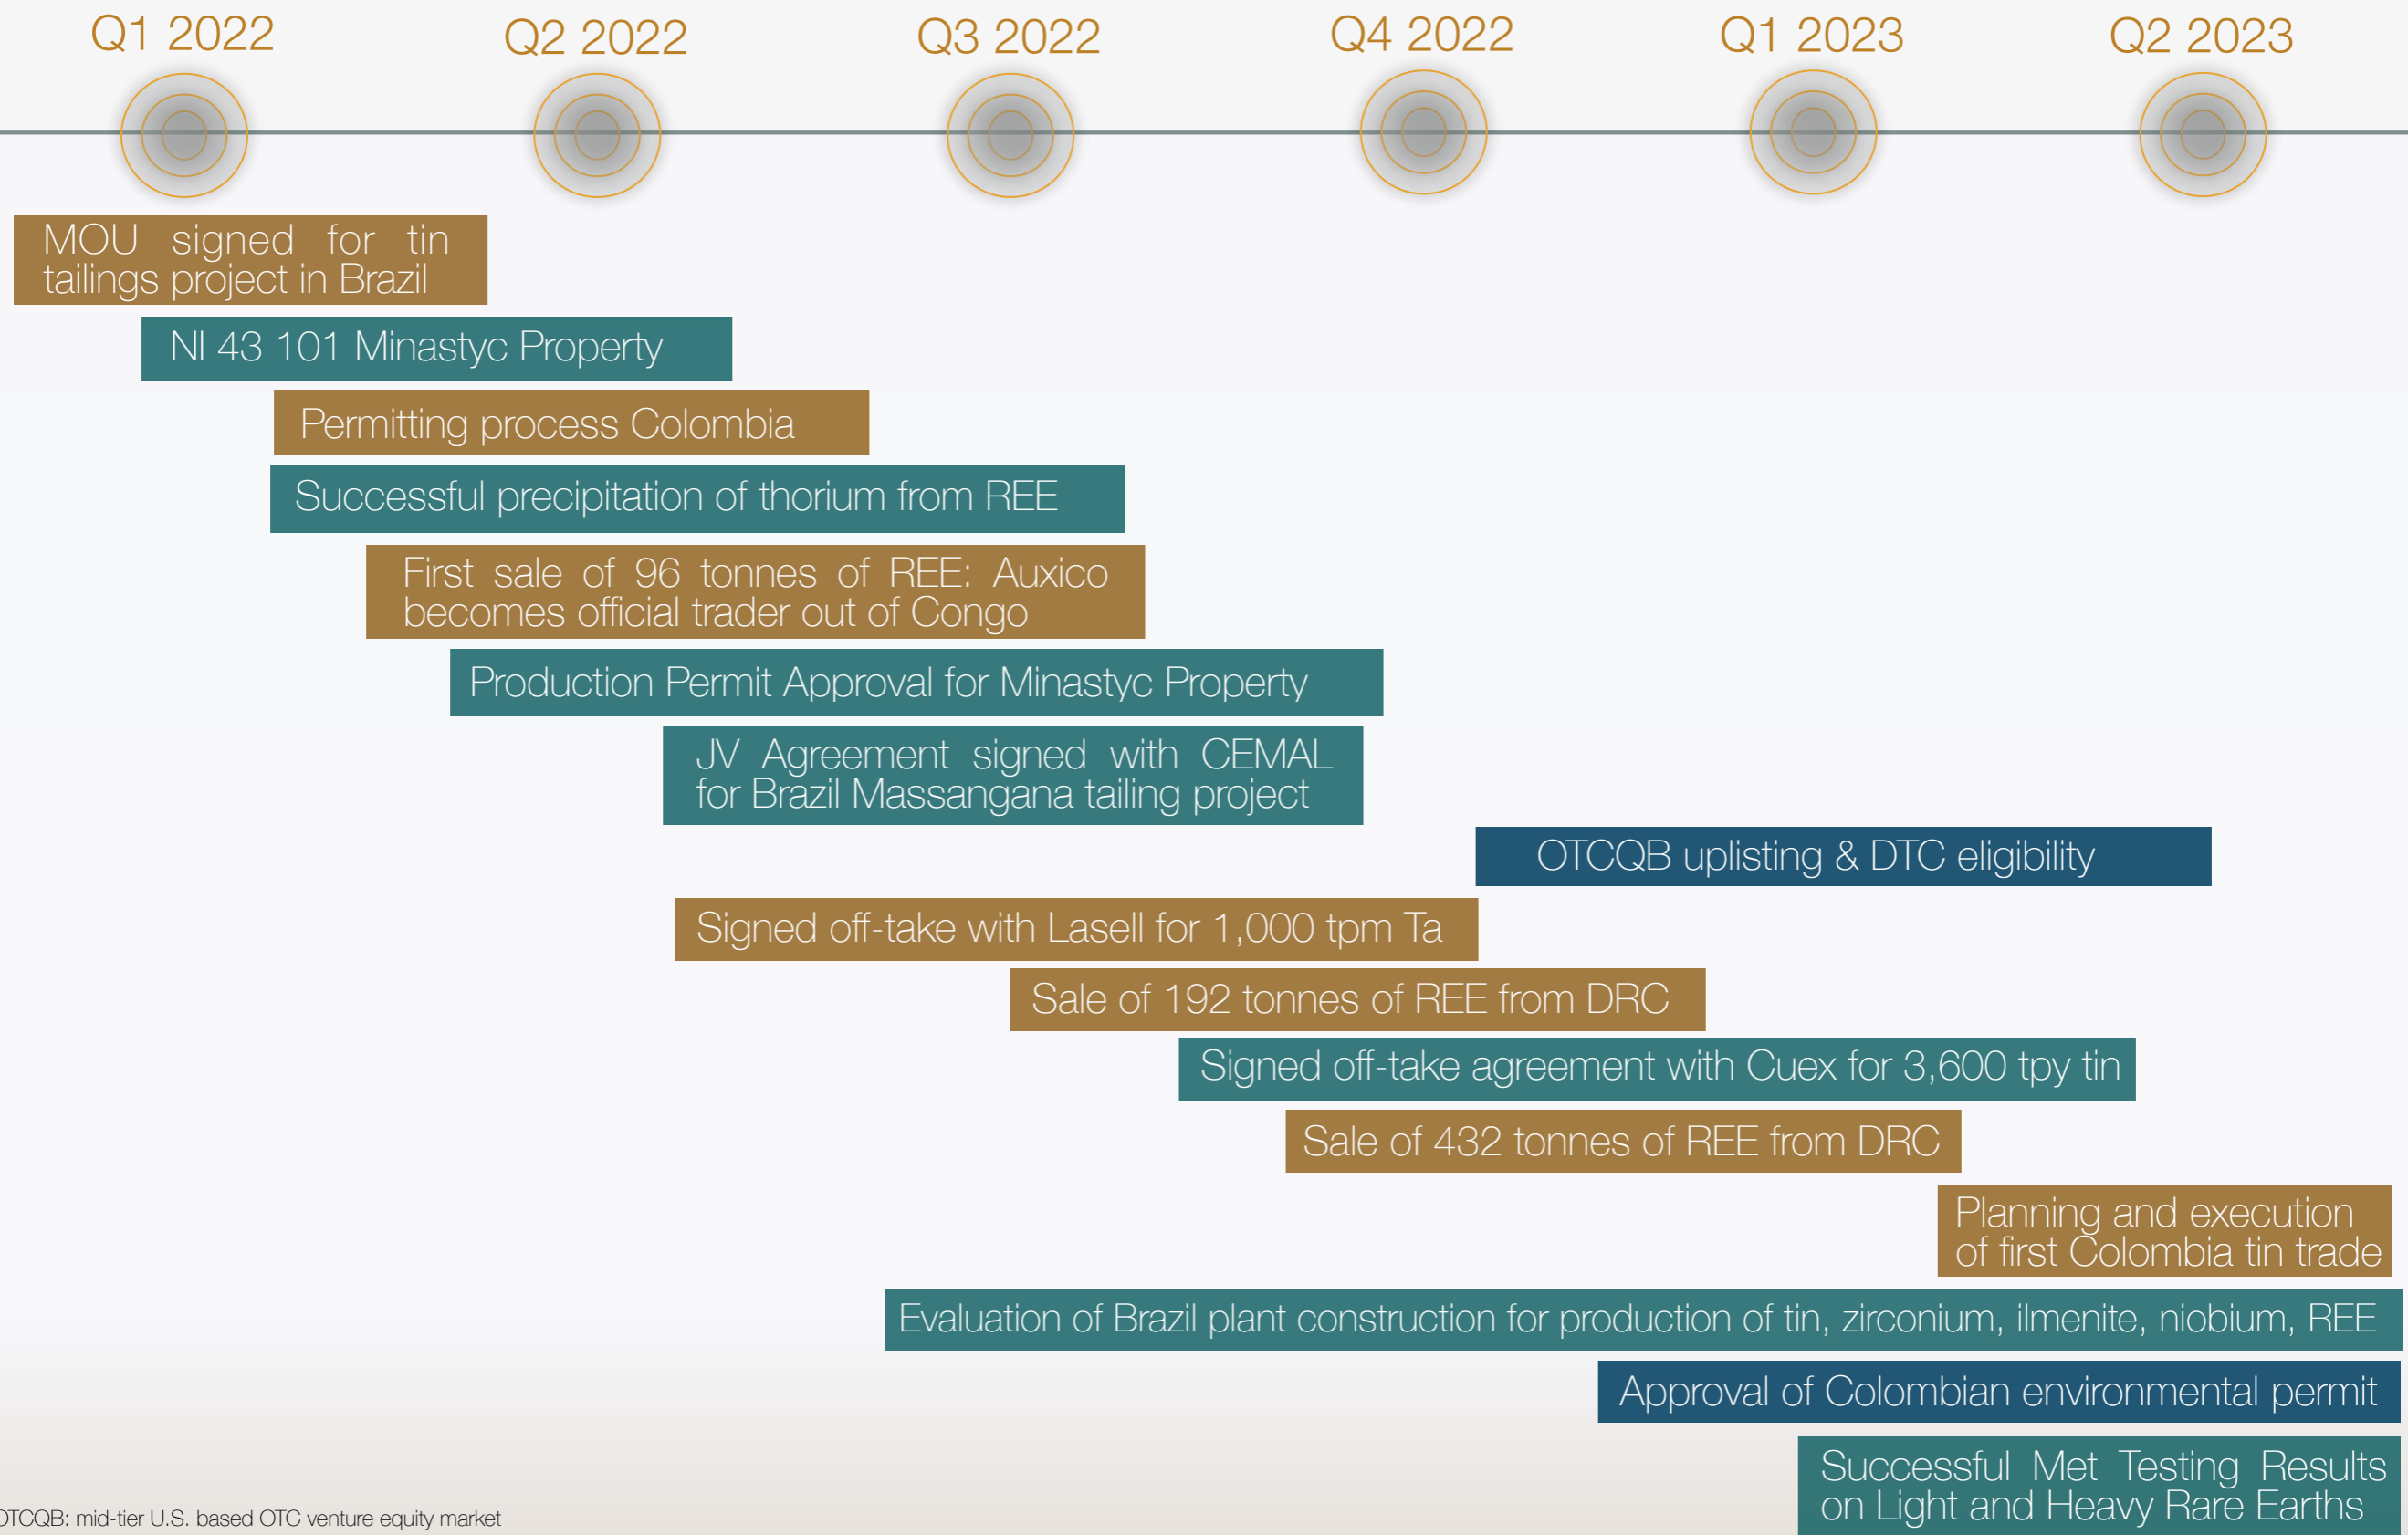 Q1 2022
Q2 2022
Q3 2022
Q4 2022
Q1 2023
Q2 2023
MOU signed for tin
tailings project in Brazil
NI 43 101 Minastyc Property
Permitting process Colombia
Successful precipitation of thorium from REE
First sale of 96 tonnes of REE: Auxico
becomes official trader out of Congo
Production Permit Approval for Minastyc Property
JV Agreement signed with CEMAL
for Brazil Massangana tailing project
OTCQB uplisting & DTC eligibility
Signed off-take with Lasell for 1,000 tpm Ta
Sale of 192 tonnes of REE from DRC
Signed off-take agreement with Cuex for 3,600 tpy tin
Sale of 432 tonnes of REE from DRC
Planning and execution
of first Colombia tin trade
Evaluation of Brazil plant construction for production of tin, zirconium, ilmenite, niobium, REE
Approval of Colombian environmental permit
Successful Met Testing Results
on Light and Heavy Rare Earths
OTCQB: mid-tier U.S. based OTC venture equity market